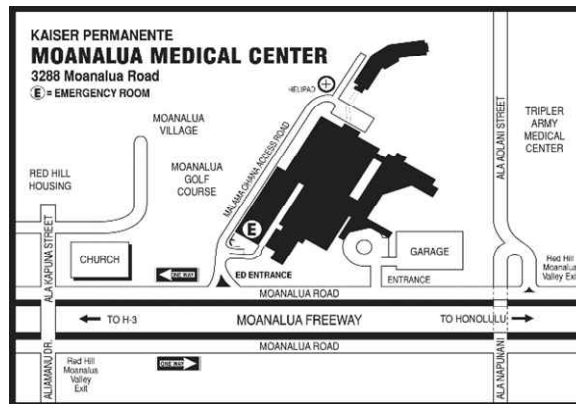 KAISER PERMANENTE
MOANALUA MEDICAL CENTER
3288 Moanalua Road
E = EMERGENCY ROOM
HELIPAD
MOANALUA
VILLAGE
TRIPLER
ARMY
MEDICAL
CENTER
ALA AOLANI STREET
RED HILL
HOUSING
MOANALUA
GOLF
COURSE
MALAMA OHANA ACCESS ROAD
ALA KAPUNA STREET
E
CHURCH
GARAGE
ONE WAY
ED ENTRANCE
ENTRANCE
Red Hill
Moanalua
Valley Exit
MOANALUA ROAD
TO H-3
MOANALUA FREEWAY
TO HONOLULU
MOANALUA ROAD
ALIAMANU DR.
Red Hill
Moanalua
Valley
Exit
ONE WAY
ALA NAPUNANI